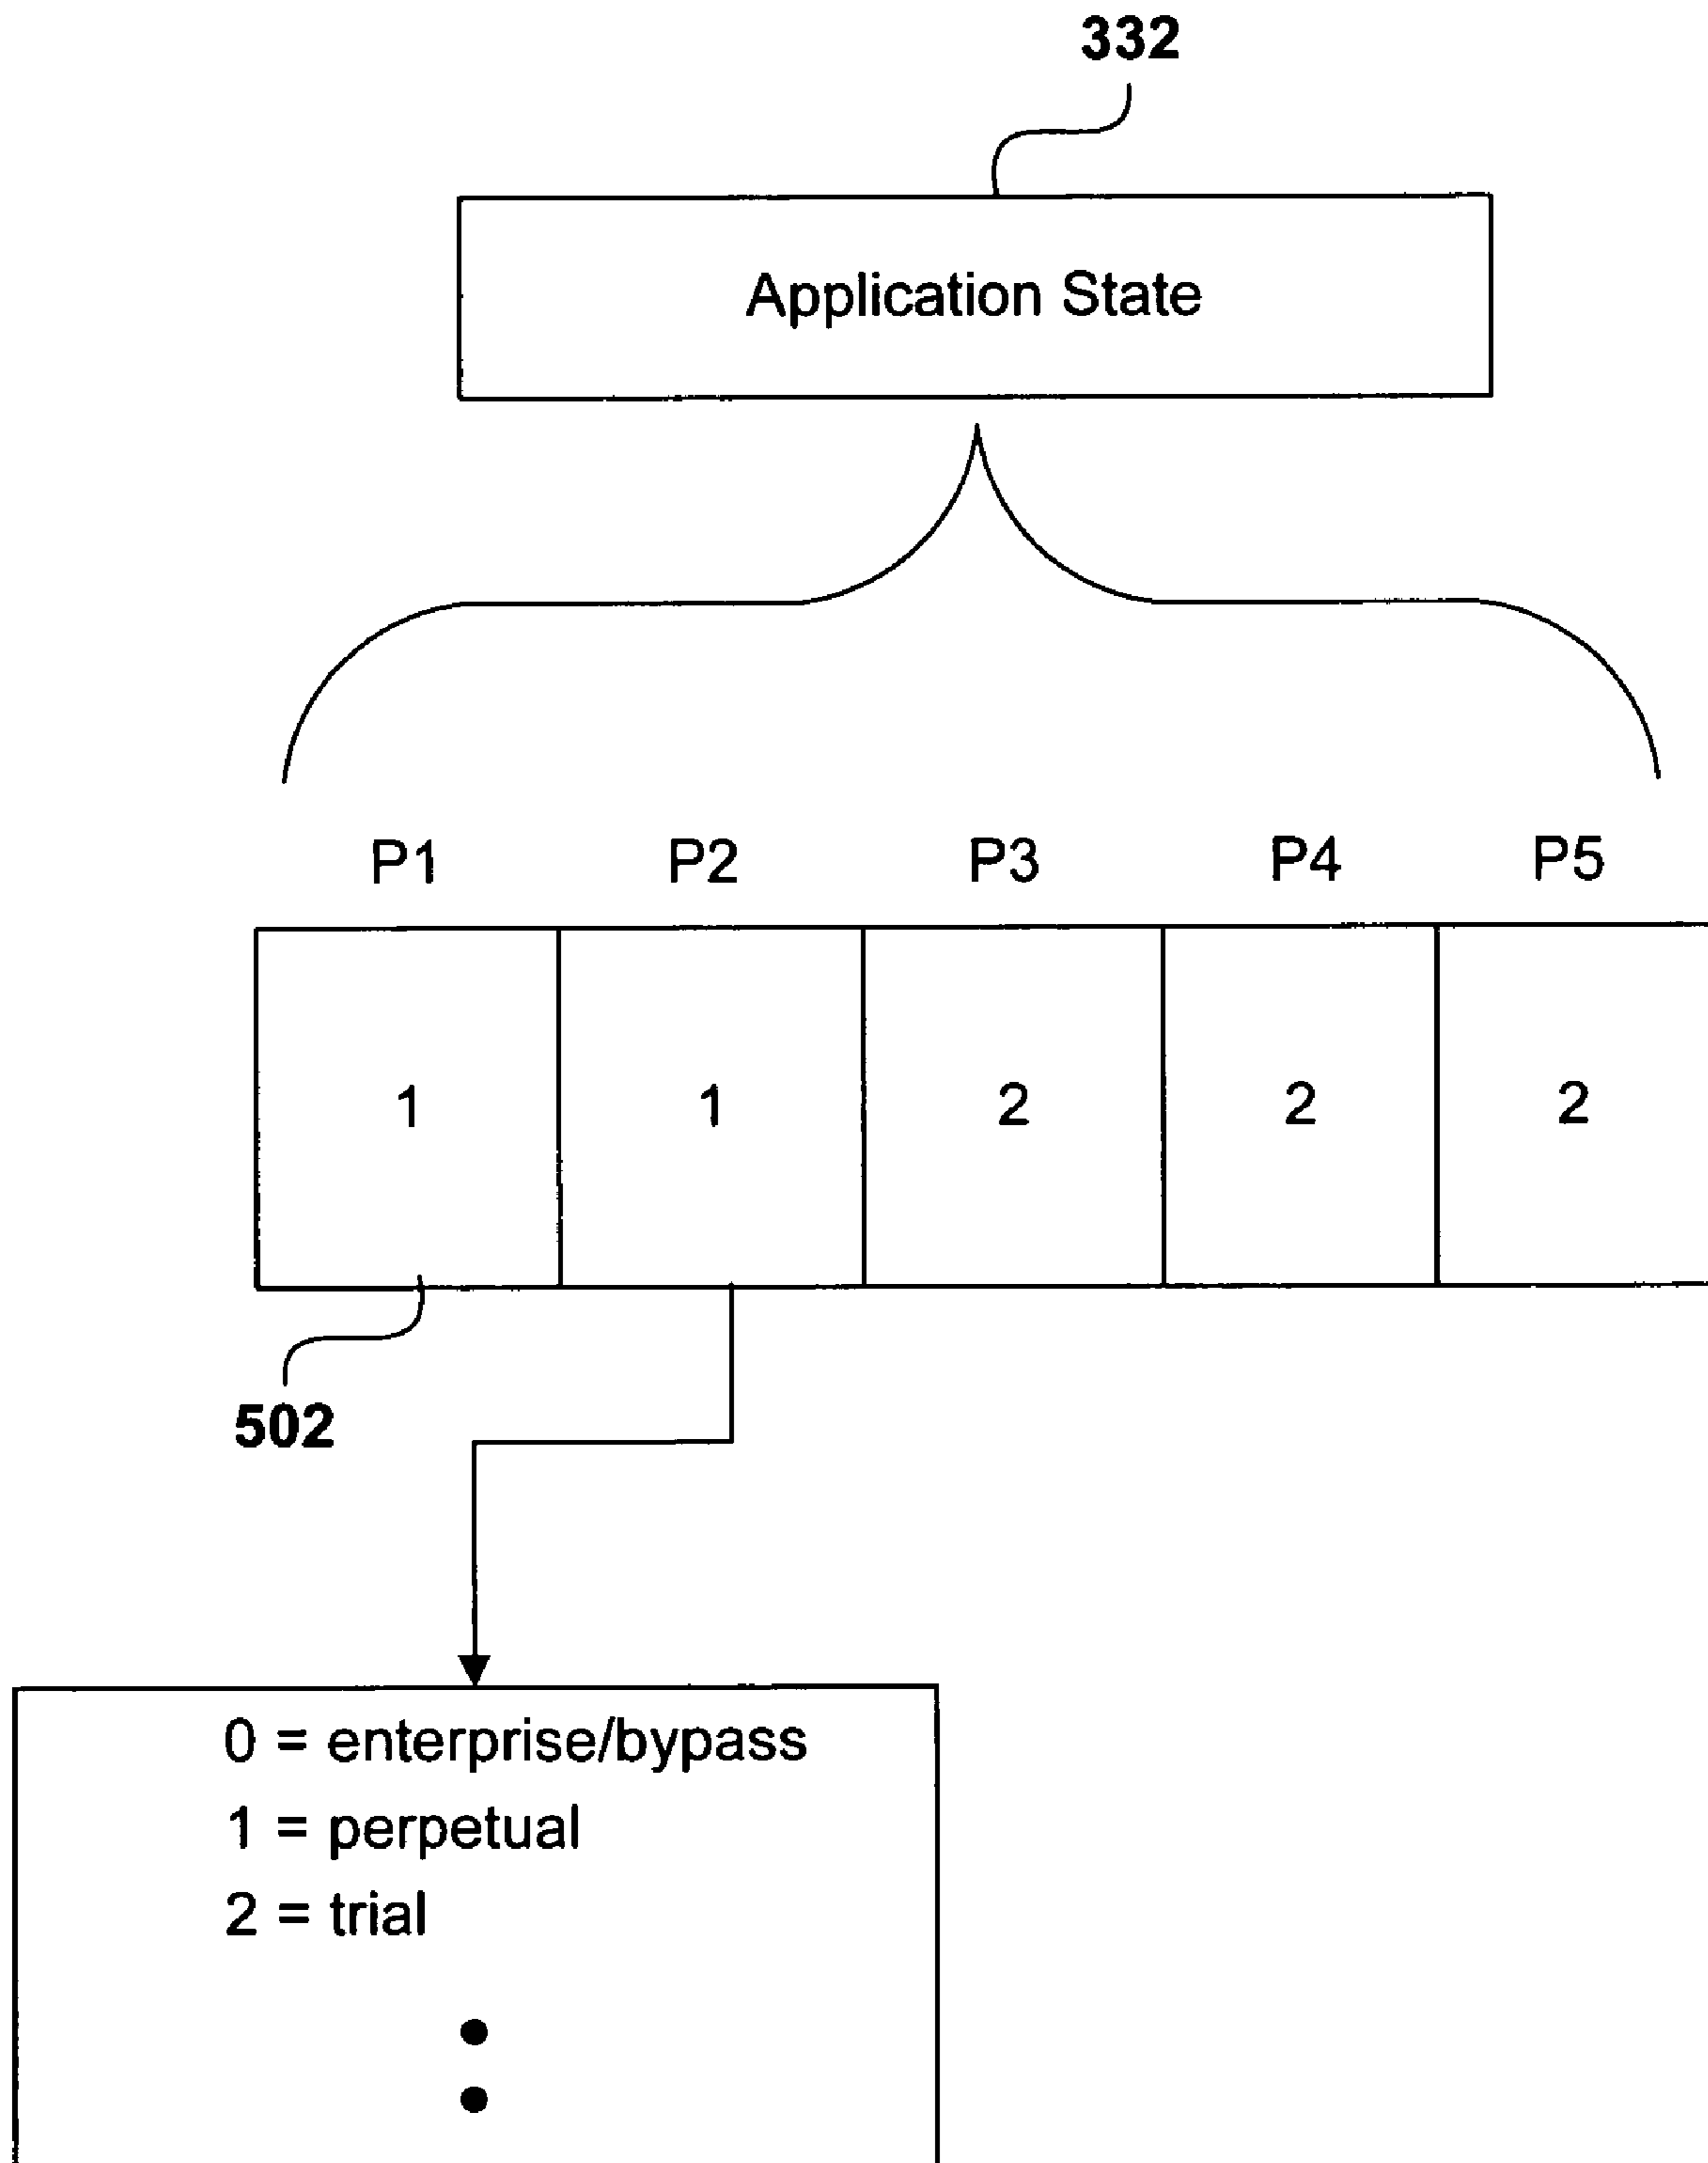 332
Application State
P1 P2 P3 P4 P5
1 1 2 2 2
502
0 = enterprise/bypass
1 = perpetual
2 = trial